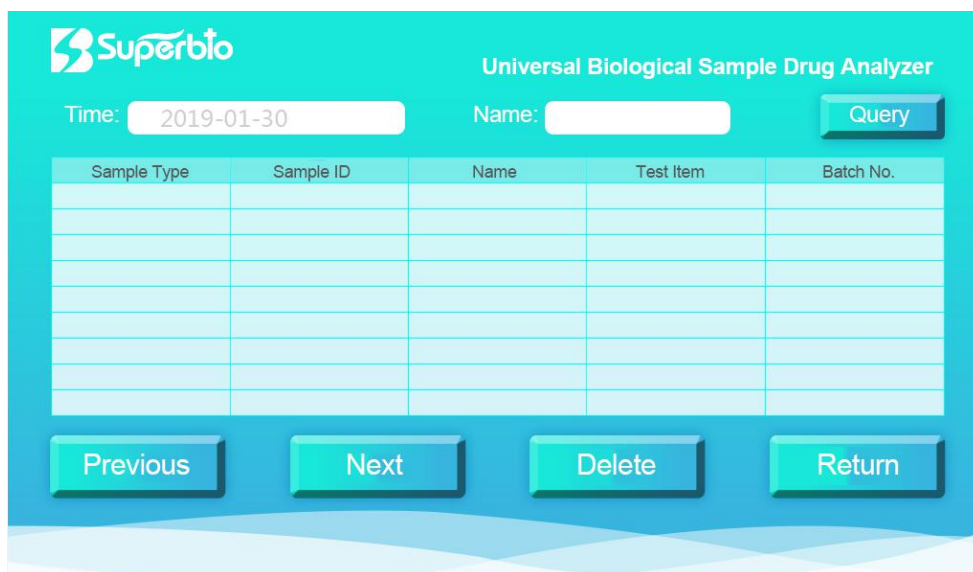 Superbio
Universal Biological Sample Drug Analyzer
Time: 2019-01-30 Name: Query
Sample Type Sample ID Name Test Item Batch No.
Previous Next Delete Return